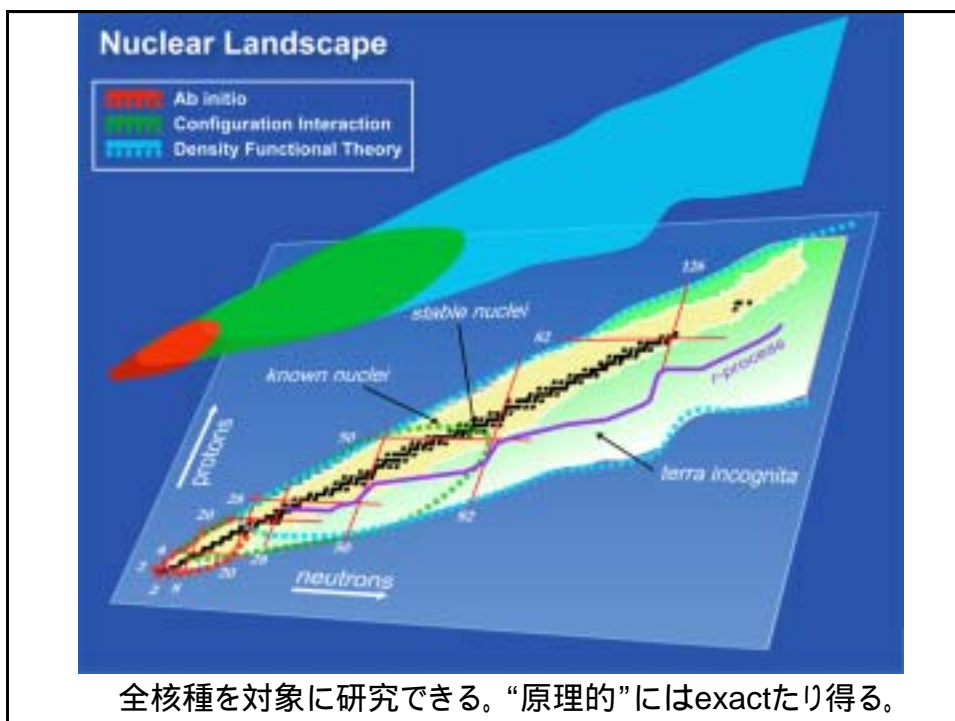 Nuclear Landscape
Ab initio
Configuration Interaction
Density Functional Theory
126
stable nuclei
82
r-process
known nuclei
50
protons
terra incognita
28
20
82
50
8
28
2
20
neutrons
2 8
全核種を対象に研究できる。“原理的”にはexactたり得る。